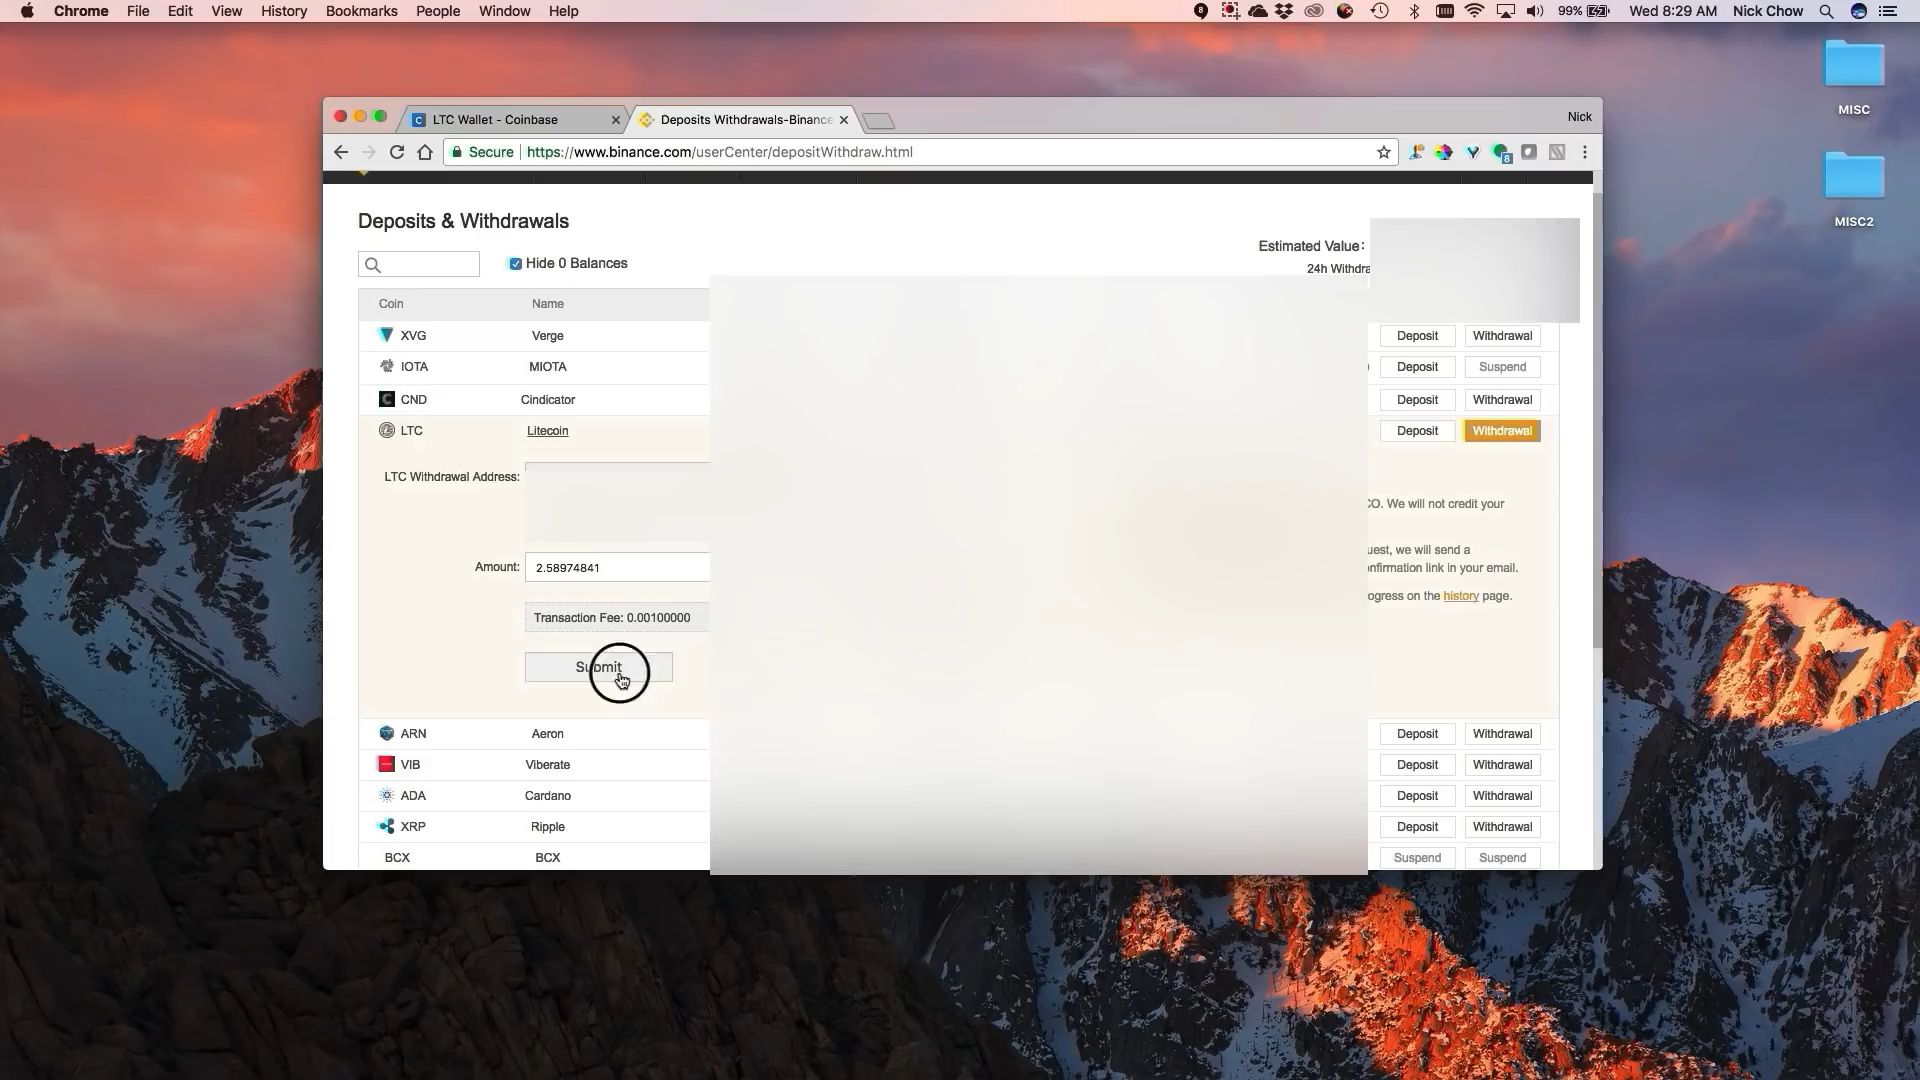 Chrome File Edit View History Bookmarks People Window Help 8 99% Wed 8:29 AM Nick Chow
MISC
MISC2
LTC Wallet - Coinbase Deposits Withdrawals-Binance Nick
Secure https://www.binance.com/userCenter/depositWithdraw.html 8
Deposits & Withdrawals
Estimated Value:
Hide 0 Balances
24h Withdra
Coin Name
XVG Verge Deposit Withdrawal
IOTA MIOTA Deposit Suspend
CND Cindicator Deposit Withdrawal
LTC Litecoin Deposit Withdrawal
LTC Withdrawal Address:
CO. We will not credit your
uest, we will send a
Amount: 2.58974841
nfirmation link in your email.
ogress on the history page.
Transaction Fee: 0.00100000
Submit
ARN Aeron Deposit Withdrawal
VIB Viberate Deposit Withdrawal
ADA Cardano Deposit Withdrawal
XRP Ripple Deposit Withdrawal
BCX BCX Suspend Suspend